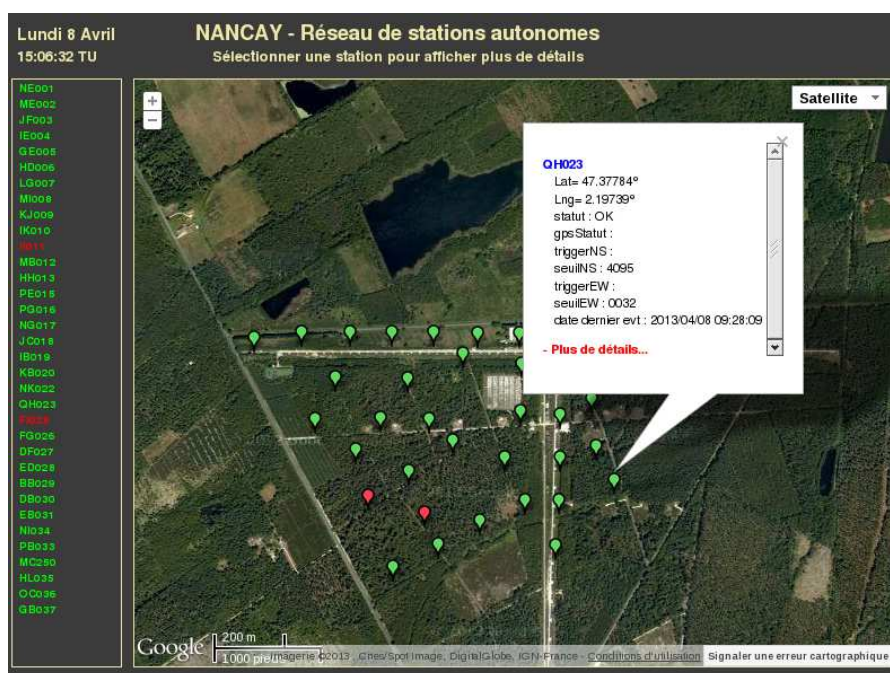 Lundi 8 Avril
15:06:32 TU
NANCAY - Réseau de stations autonomes
Sélectionner une station pour afficher plus de détails
NE001
ME002
JF003
IE004
GE005
HD006
LG007
MI008
KJ009
IK010
MB012
HH013
PE015
PG016
NG017
JC018
IB019
KB020
NK022
QH023
FG026
DF027
ED028
BB029
DB030
EB031
NI034
PB033
MC250
HL035
OC036
GB037
+
−
Satellite
QH023
Lat= 47.37784º
Lng= 2.19739º
statut : OK
gpsStatut :
triggerNS :
seuilNS : 4095
triggerEW :
seuilEW : 0032
date dernier evt : 2013/04/08 09:28:09
- Plus de détails...
Google
200 m
1000
Imagerie ©2013 , Cnes/Spot Image, DigitalGlobe, IGN-France - Conditions d'utilisation
Signaler une erreur cartographique